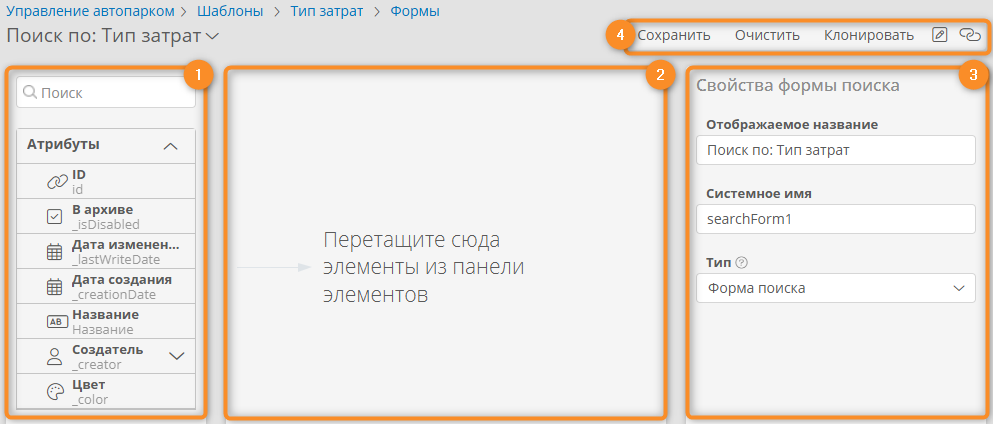 Управление автопарком > Шаблоны > Тип затрат > Формы
Поиск по: Тип затрат
4 Сохранить Очистить Клонировать
1
Поиск
Атрибуты
ID
id
В архиве
_isDisabled
Дата изменен...
_lastWriteDate
Дата создания
_creationDate
AB Название
Название
Создатель
_creator
Цвет
_color
2
Перетащите сюда
элементы из панели
элементов
3
Свойства формы поиска
Отображаемое название
Поиск по: Тип затрат
Системное имя
searchForm1
Тип ?
Форма поиска